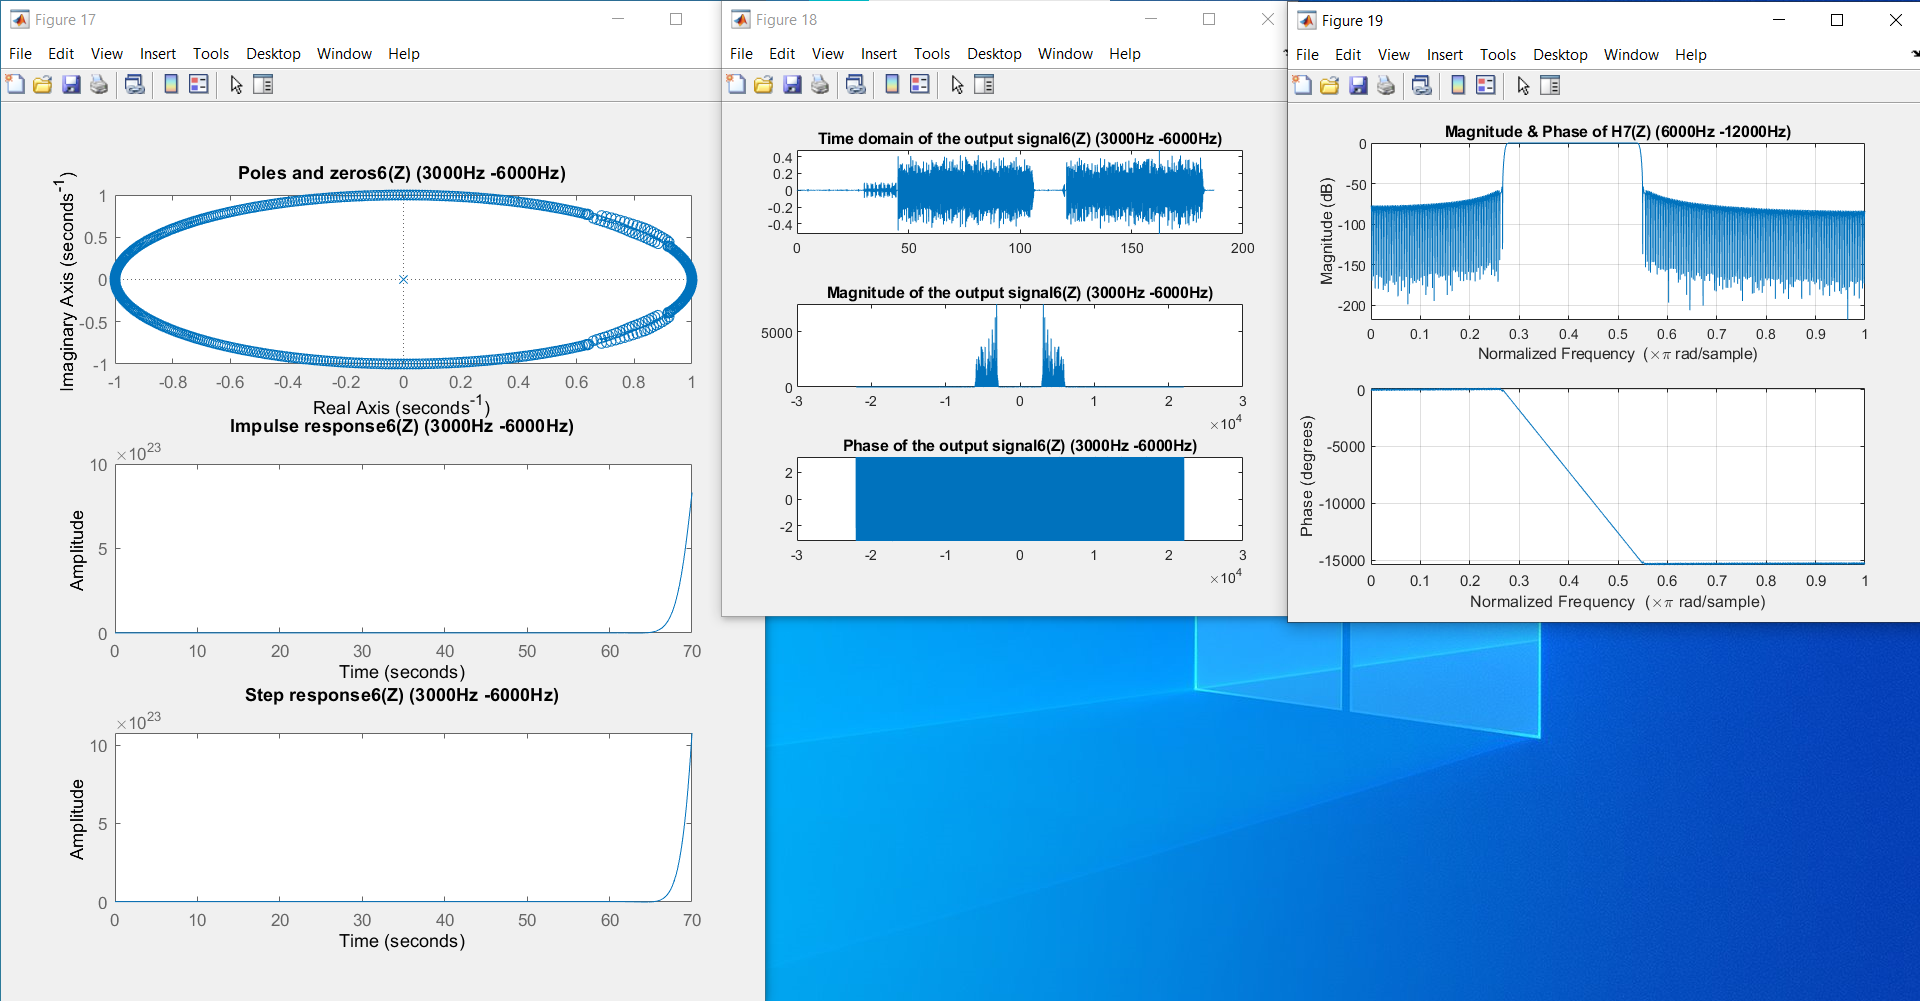 Figure 17
File Edit View Insert Tools Desktop Window Help
Poles and zeros6(Z) (3000Hz -6000Hz)
Imaginary Axis (seconds-1)
1
0.5
0
-0.5
-1
-1 -0.8 -0.6 -0.4 -0.2 0 0.2 0.4 0.6 0.8 1
Real Axis (seconds-1)
Impulse response6(Z) (3000Hz -6000Hz)
×10 23
Amplitude
10
5
0
0 10 20 30 40 50 60 70
Time (seconds)
Step response6(Z) (3000Hz -6000Hz)
×10 23
Amplitude
10
5
0
0 10 20 30 40 50 60 70
Time (seconds)
Figure 18
File Edit View Insert Tools Desktop Window Help
Time domain of the output signal6(Z) (3000Hz -6000Hz)
0.4
0.2
0
-0.2
-0.4
0 50 100 150 200
Magnitude of the output signal6(Z) (3000Hz -6000Hz)
5000
0
-3 -2 -1 0 1 2 3
×10 4
Phase of the output signal6(Z) (3000Hz -6000Hz)
2
0
-2
-3 -2 -1 0 1 2 3
×10 4
Figure 19
File Edit View Insert Tools Desktop Window Help
Magnitude & Phase of H7(Z) (6000Hz -12000Hz)
Magnitude (dB)
0
-50
-100
-150
-200
0 0.1 0.2 0.3 0.4 0.5 0.6 0.7 0.8 0.9 1
Normalized Frequency (×π rad/sample)
Phase (degrees)
0
-5000
-10000
-15000
0 0.1 0.2 0.3 0.4 0.5 0.6 0.7 0.8 0.9 1
Normalized Frequency (×π rad/sample)